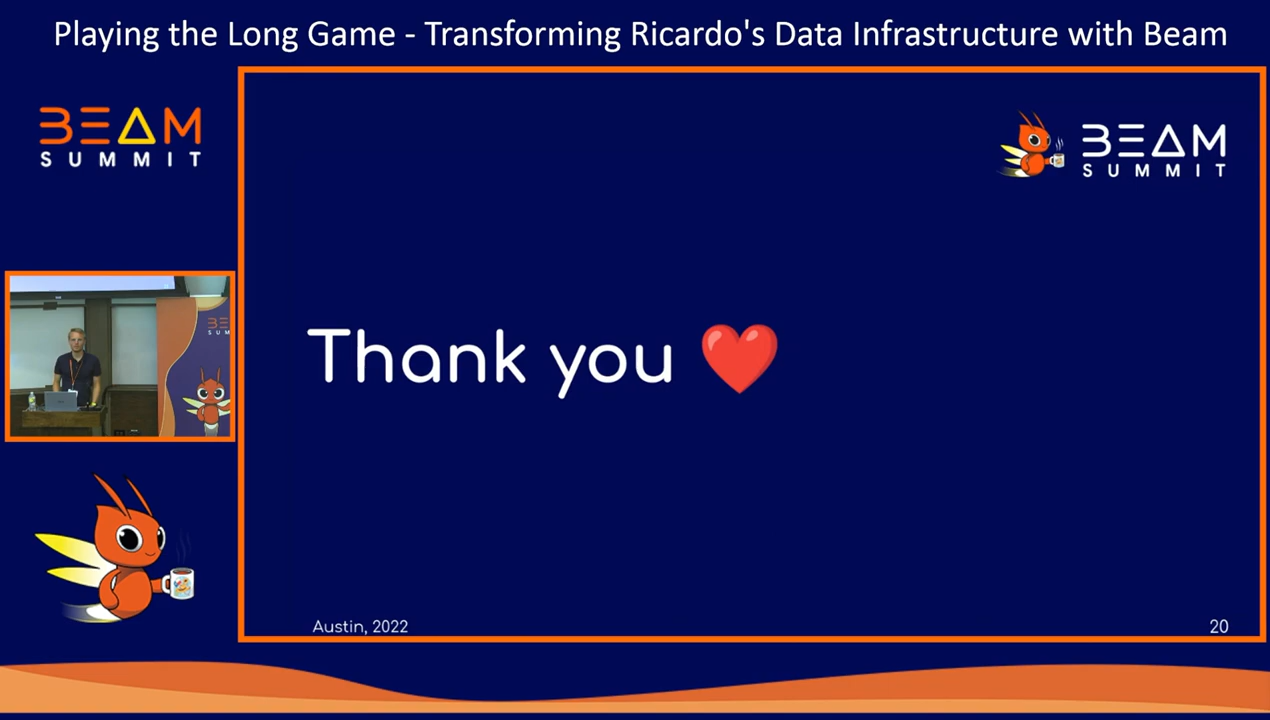 Playing the Long Game - Transforming Ricardo's Data Infrastructure with Beam
BEAM
SUMMIT
BEAM
SUMMIT
Thank you ❤️
Austin, 2022
20